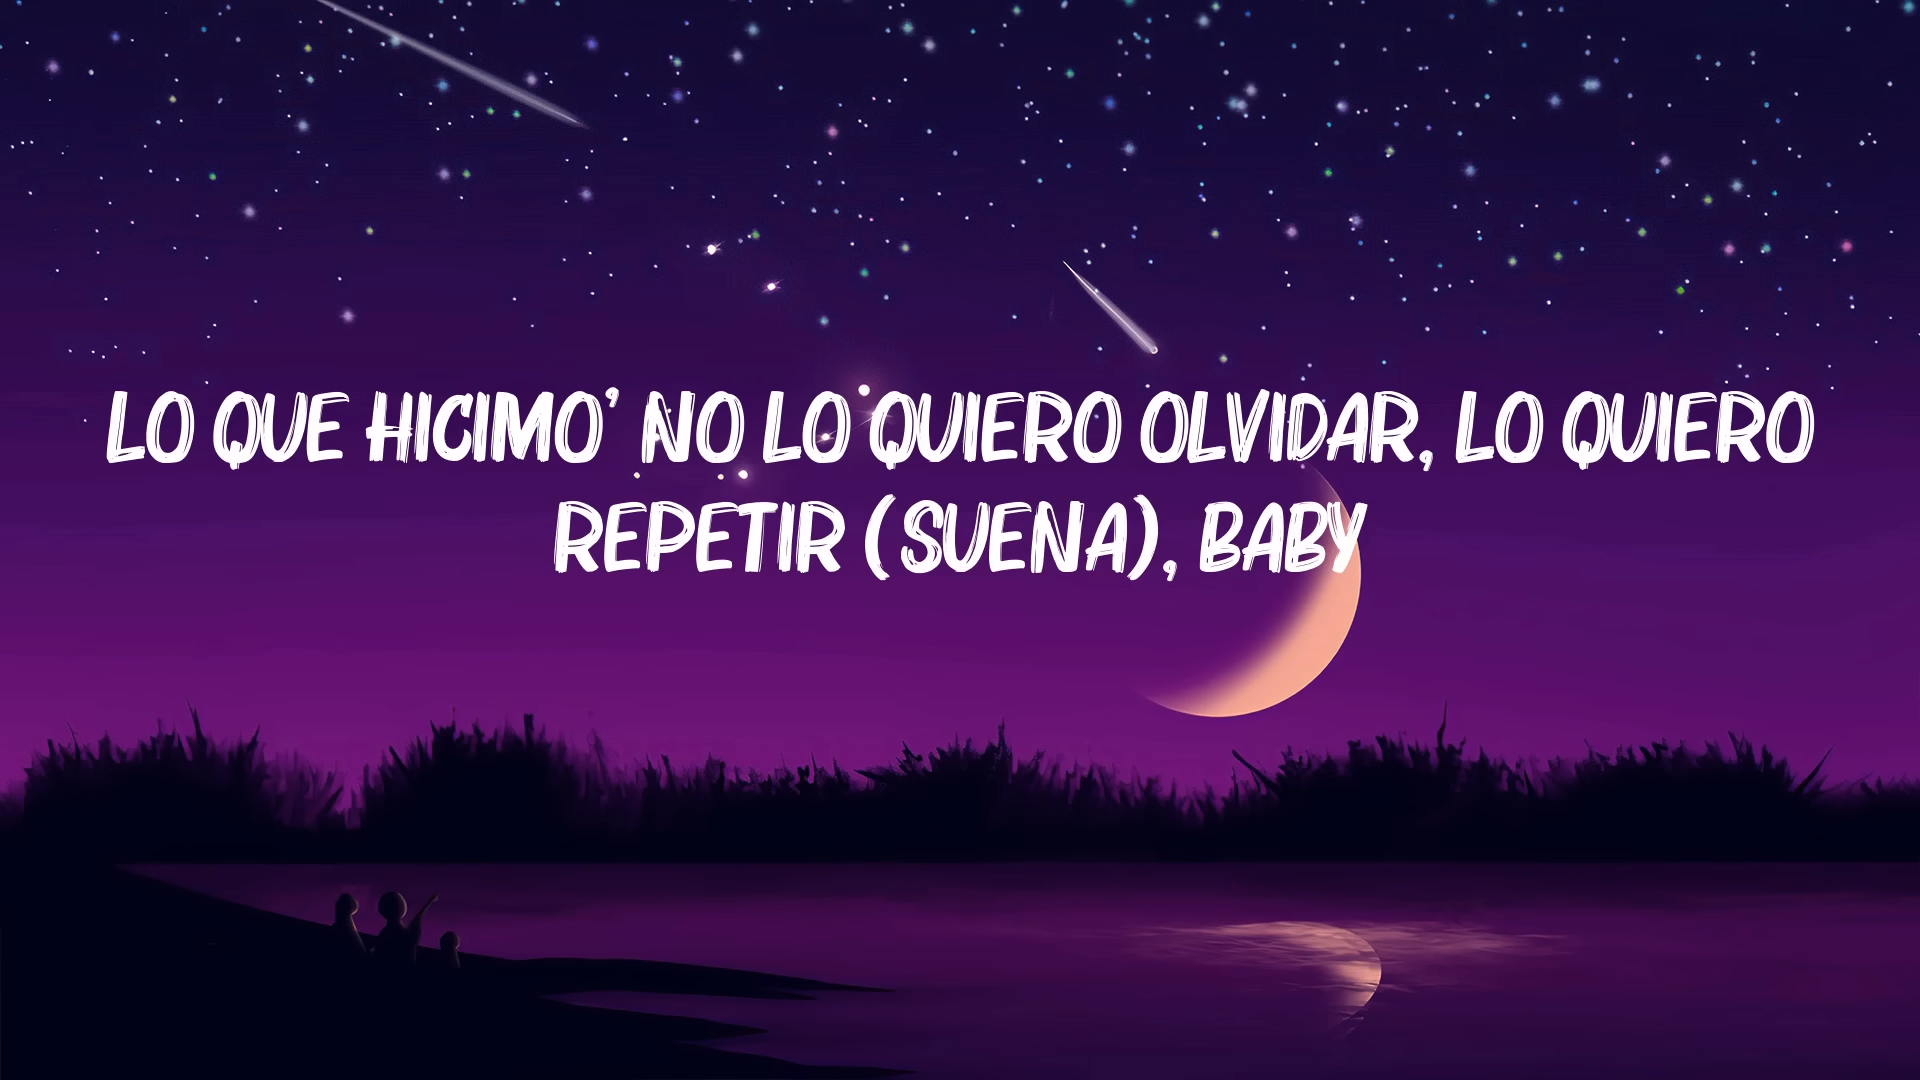 LO QUE HICIMO' NO LO QUIERO OLVIDAR, LO QUIERO
REPETIR (SUENA), BABY